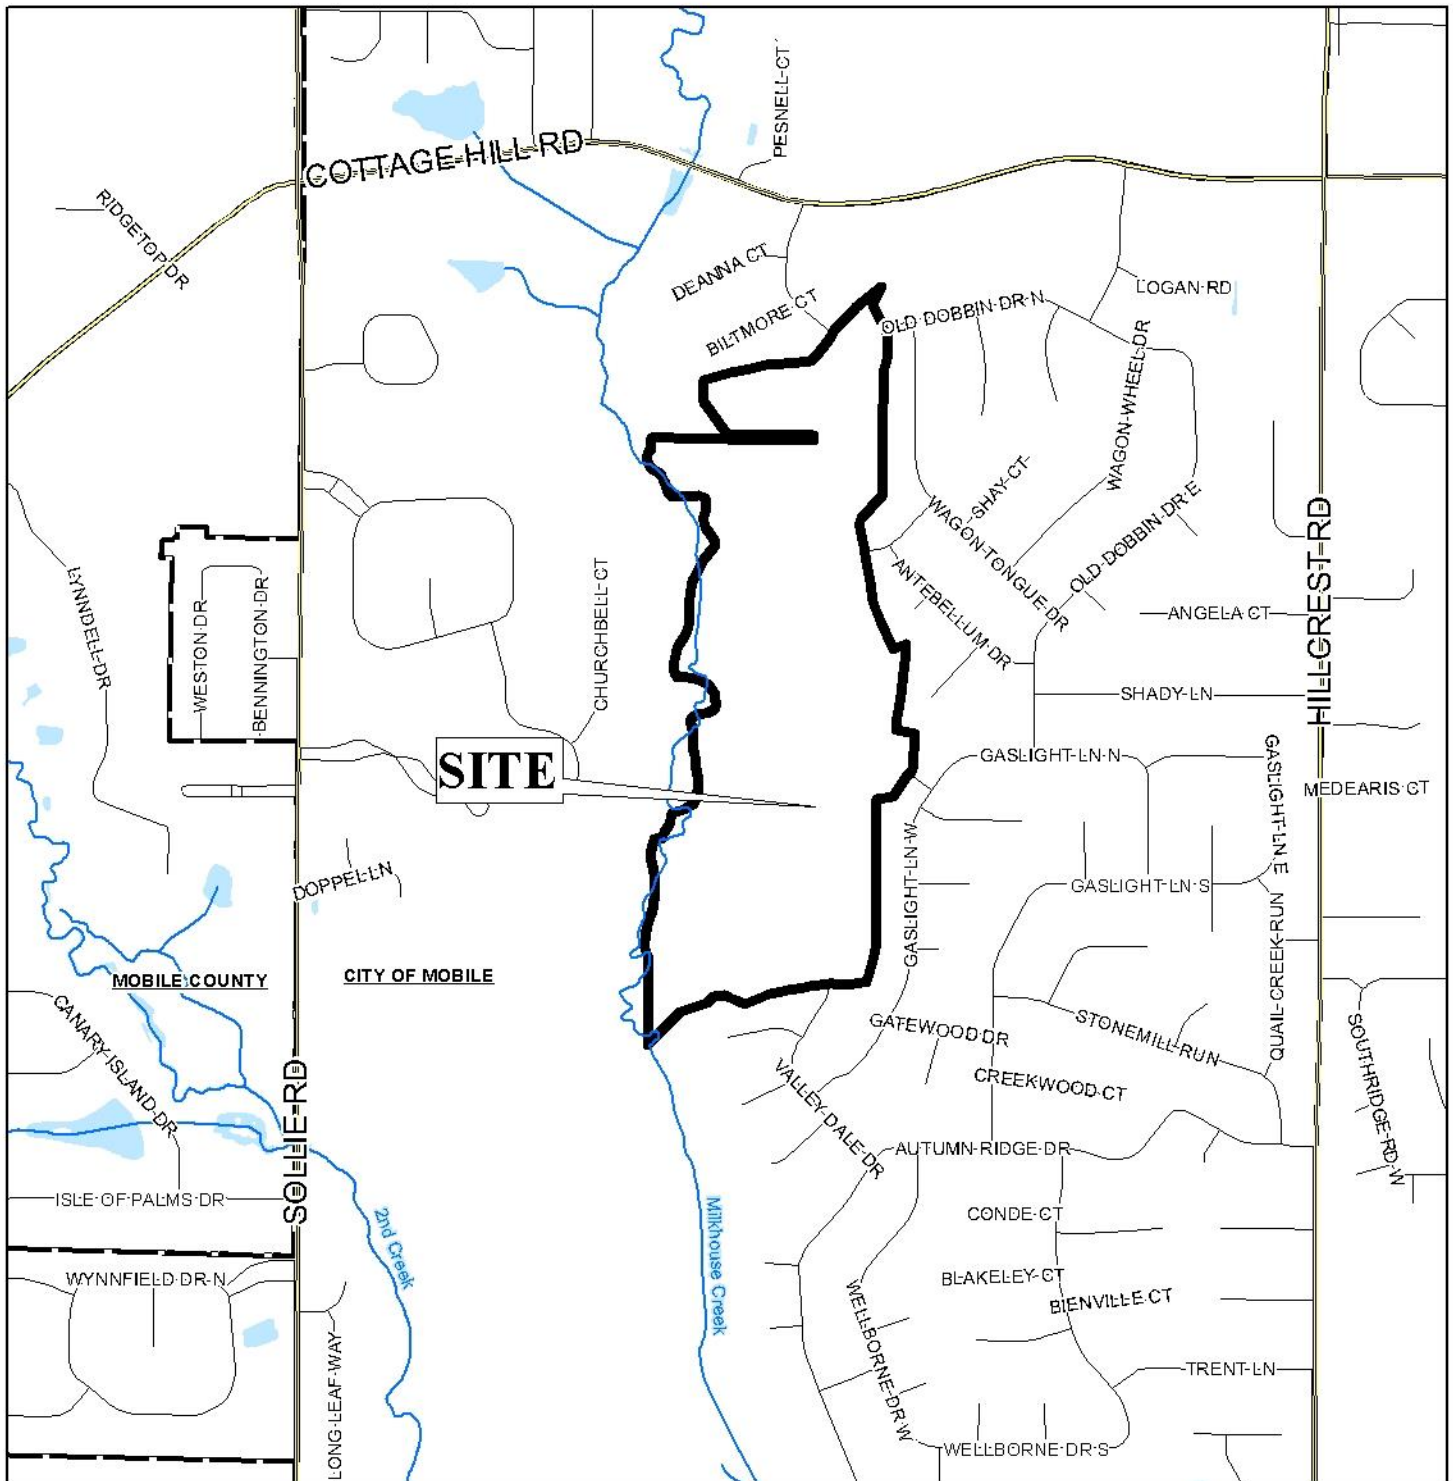 PESNELL CT
COTTAGE HILL RD
RIDGETOP DR
DEANNA CT
LOGAN RD
BILTMORE CT
OLD DOBBIN DR N
WAGON WHEEL DR
SHAY CT
WAGON TONGUE DR
OLD DOBBIN DR E
HILLCREST RD
LYNNDELL DR
WESTON DR
BENNINGTON DR
CHURCHBELL CT
ANTEBELLUM DR
ANGELA CT
SHADY LN
SITE
GASLIGHT LN N
GASLIGHT LN E
MEDEARIS CT
GASLIGHT LN W
DOPPEL LN
GASLIGHT LN S
QUAIL CREEK RUN
MOBILE COUNTY
CITY OF MOBILE
CANARY ISLAND DR
GATEWOOD DR
STONEMILL RUN
SOUTHRIDGE RD W
VALLEY DALE DR
CREEKWOOD CT
SOLLIE RD
AUTUMN RIDGE DR
ISLE OF PALMS DR
2nd Creek
Milkhouse Creek
CONDE CT
WYNNFIELD DR N
BLAKELEY CT
BIENVILLE CT
WELLBORNE DR W
LONG LEAF WAY
TRENT LN
WELLBORNE DR S